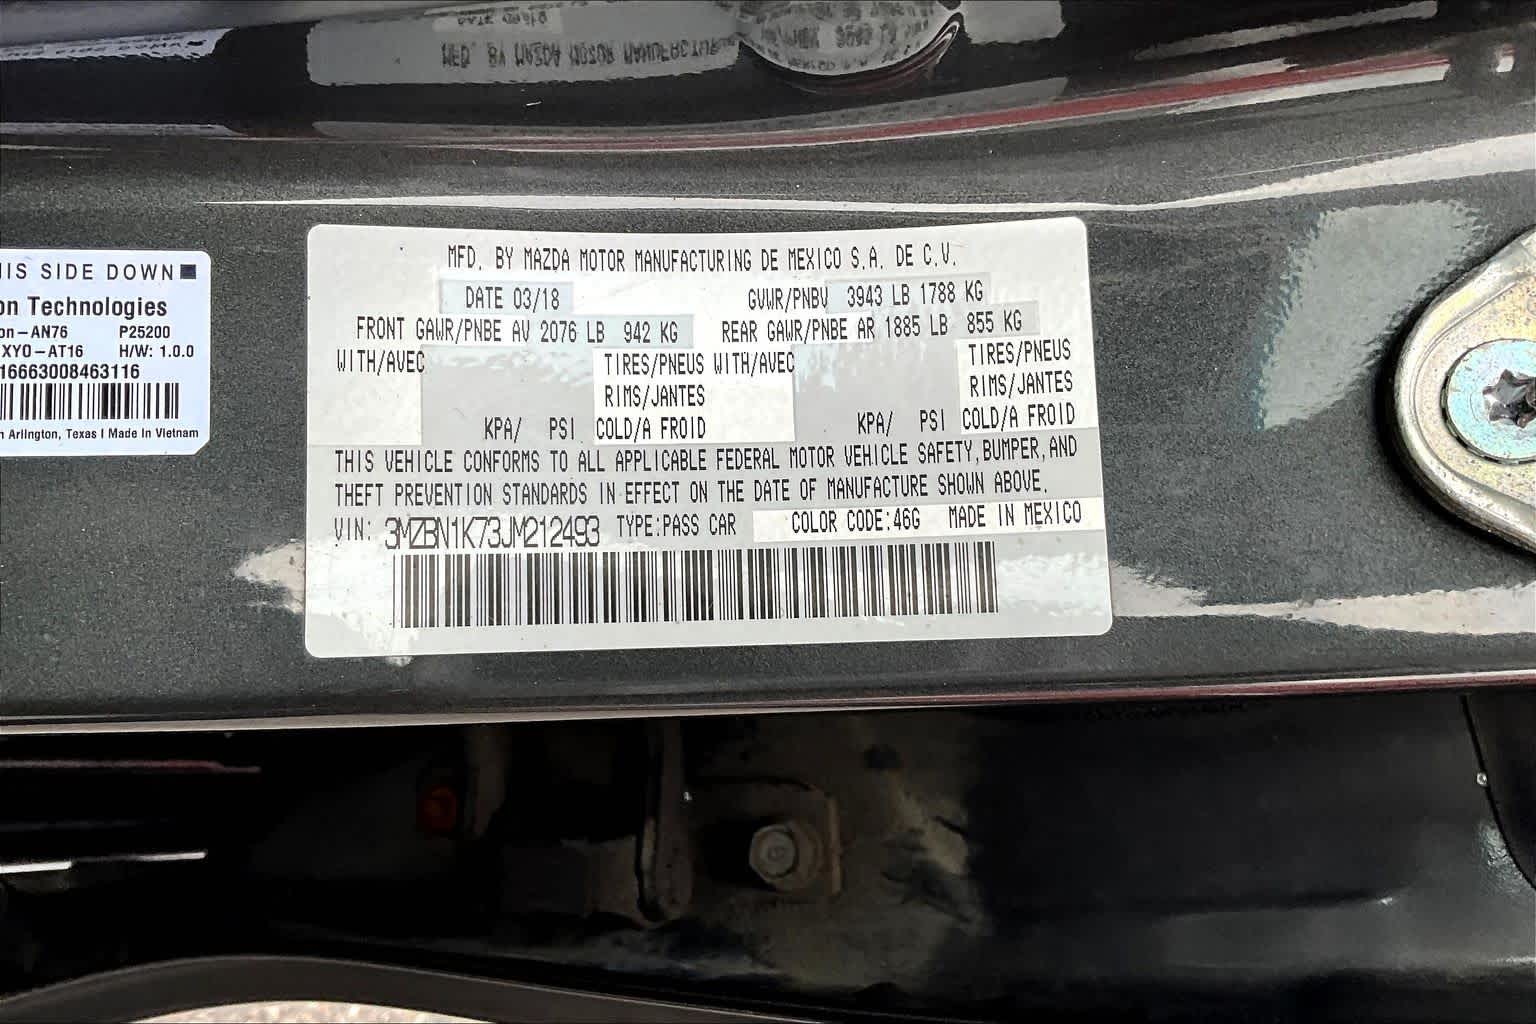 MFD. BY MAZDA MOTOR MANUFACTURING DE MEXICO S.A. DE C.V.
DATE 03/18 GVWR/PNBV 3943 LB 1788 KG
FRONT GAWR/PNBE AV 2076 LB 942 KG REAR GAWR/PNBE AR 1885 LB 855 KG
WITH/AVEC TIRES/PNEUS WITH/AVEC TIRES/PNEUS
RIMS/JANTES RIMS/JANTES
KPA/ PSI COLD/A FROID KPA/ PSI COLD/A FROID
THIS VEHICLE CONFORMS TO ALL APPLICABLE FEDERAL MOTOR VEHICLE SAFETY, BUMPER, AND
THEFT PREVENTION STANDARDS IN EFFECT ON THE DATE OF MANUFACTURE SHOWN ABOVE.
VIN: 3MZBN1K73JM212493 TYPE:PASS CAR COLOR CODE:46G MADE IN MEXICO
HIS SIDE DOWN
on Technologies
on-AN76 P25200
XYO-AT16 H/W: 1.0.0
16663008463116
n Arlington, Texas | Made In Vietnam